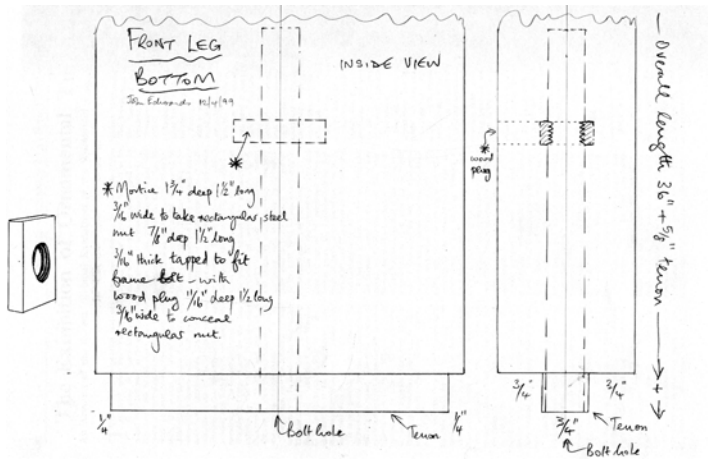 FRONT LEG
BOTTOM
John Edwards 10/4/99
INSIDE VIEW
* Mortice 1 3/4" deep 1 1/2" long
3/16" wide to take rectangular steel
nut 7/8" deep 1 1/2" long
3/16" thick tapped to fit
frame bolt - with
wood plug 11/16" deep 1 1/2 long
3/16" wide to conceal
rectangular nut.
*
* wood
plug
Overall length 36" + 5/8" tenon
+
1/4"
Bolt hole
Tenon
1/4"
3/4"
3/4"
3/4"
Tenon
Bolt hole